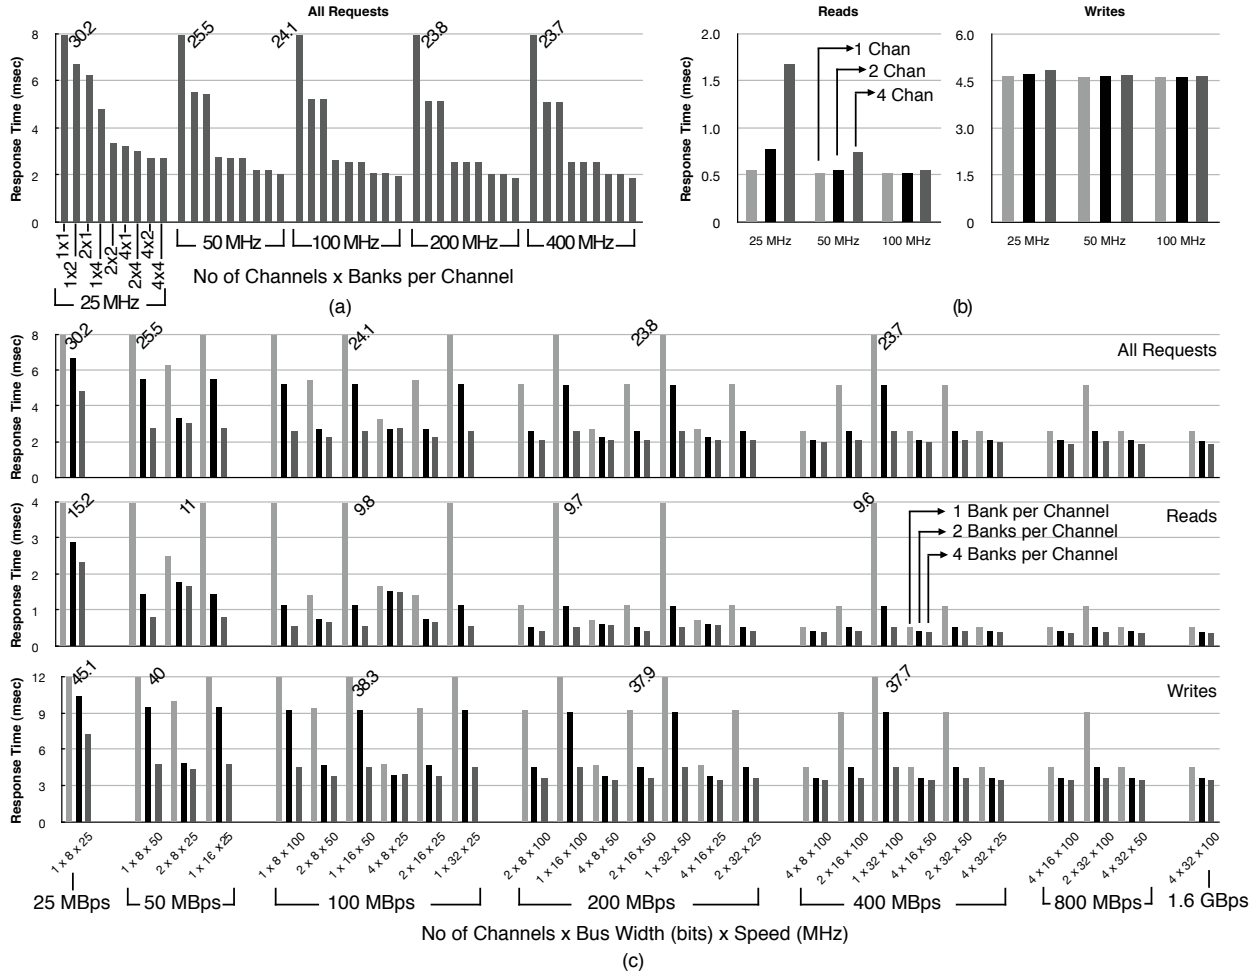 All Requests
Response Time (msec)
8
6
4
2
0
30.2
25.5
24.1
23.8
23.7
1x1
1x2
2x1
1x4
2x2
4x1
2x4
4x2
4x4
25 MHz
50 MHz
100 MHz
200 MHz
400 MHz
No of Channels x Banks per Channel
(a)
Reads
Response Time (msec)
2.0
1.5
1.0
0.5
0
1 Chan
2 Chan
4 Chan
25 MHz
50 MHz
100 MHz
Writes
6.0
4.5
3.0
1.5
0
25 MHz
50 MHz
100 MHz
(b)
Response Time (msec)
8
6
4
2
0
30.2
25.5
24.1
23.8
23.7
All Requests
Response Time (msec)
4
3
2
1
0
15.2
11
9.8
9.7
9.6
1 Bank per Channel
2 Banks per Channel
4 Banks per Channel
Reads
Response Time (msec)
12
9
6
3
0
45.1
40
38.3
37.9
37.7
Writes
1 x 8 x 25
1 x 8 x 50
2 x 8 x 25
1 x 16 x25
1 x 8 x 100
2 x 8 x 50
1 x 16 x 50
4 x 8 x 25
2 x 16 x 25
1 x 32 x 25
2 x 8 x 100
1 x 16 x 100
4 x 8 x 50
2 x 16 x 50
1 x 32 x 50
4 x 16 x 25
2 x 32 x 25
4 x 8 x 100
2 x 16 x 100
1 x 32 x 100
4 x 16 x 50
2 x 32 x 50
4 x 32 x 25
4 x 16 x 100
2 x 32 x 100
4 x 32 x 50
4 x 32 x 100
25 MBps
50 MBps
100 MBps
200 MBps
400 MBps
800 MBps
1.6 GBps
No of Channels x Bus Width (bits) x Speed (MHz)
(c)